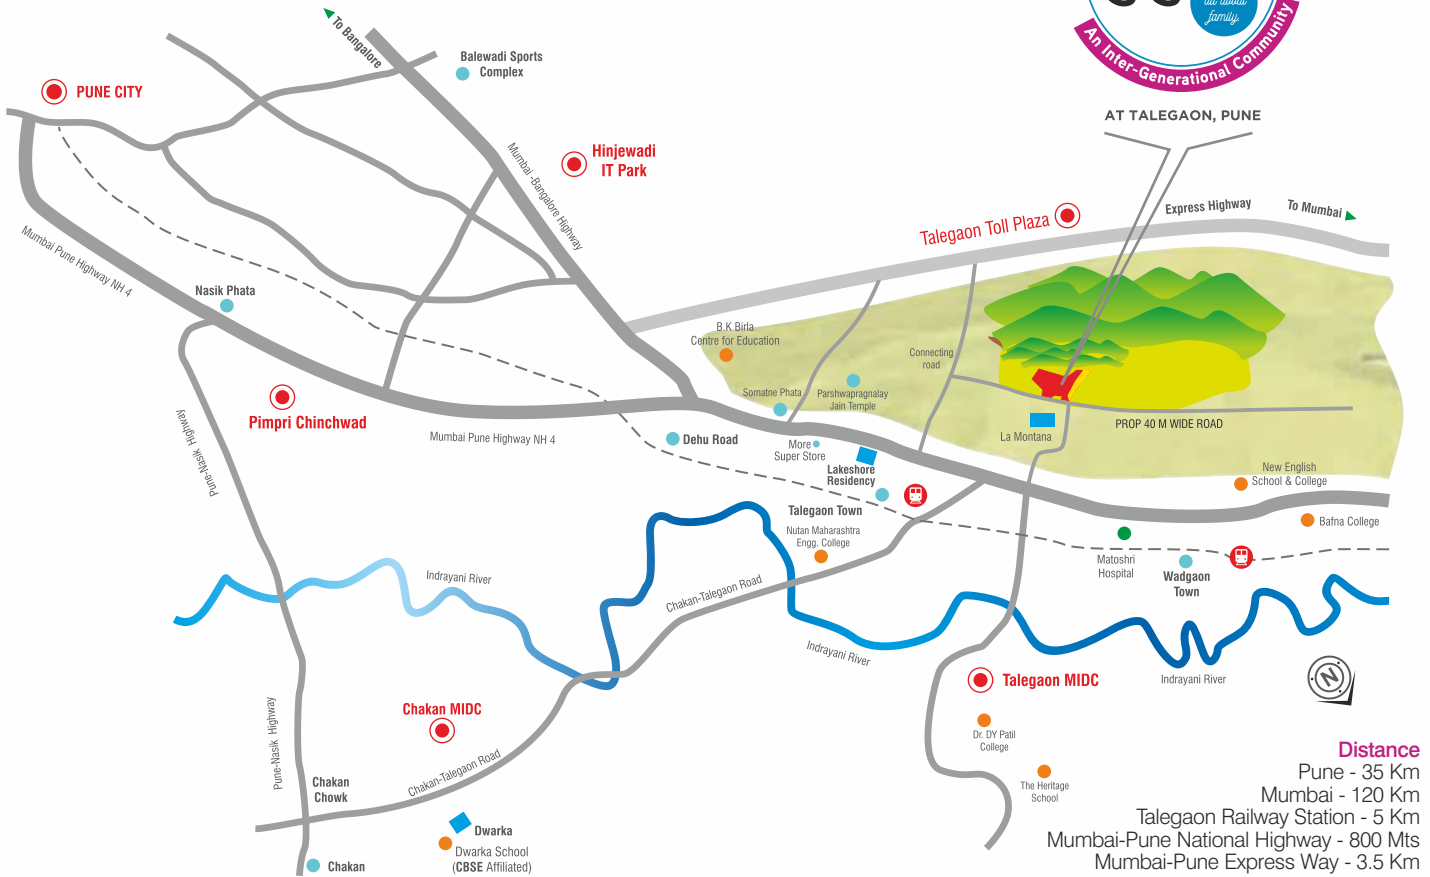 all about
family.
An Inter-Generational Community
AT TALEGAON, PUNE
To Bangalore
Balewadi Sports
Complex
PUNE CITY
Hinjewadi
IT Park
Mumbai -Bangalore Highway
Talegaon Toll Plaza
Express Highway
To Mumbai
Mumbai Pune Highway NH 4
Nasik Phata
B.K Birla
Centre for Education
Connecting
road
Somatne Phata
Parshwapragnalay
Jain Temple
Pimpri Chinchwad
Pune-Nasik Highway
Mumbai Pune Highway NH 4
Dehu Road
More
Super Store
La Montana
PROP 40 M WIDE ROAD
Lakeshore
Residency
New English
School & College
Talegaon Town
Bafna College
Nutan Maharashtra
Engg. College
Matoshri
Hospital
Wadgaon
Town
Indrayani River
Chakan-Talegaon Road
Indrayani River
Indrayani River
Talegaon MIDC
N
Chakan MIDC
Pune-Nasik Highway
Dr. DY Patil
College
Chakan-Talegaon Road
The Heritage
School
Chakan
Chowk
Dwarka
Dwarka School
(CBSE Affiliated)
Chakan
Distance
Pune - 35 Km
Mumbai - 120 Km
Talegaon Railway Station - 5 Km
Mumbai-Pune National Highway - 800 Mts
Mumbai-Pune Express Way - 3.5 Km